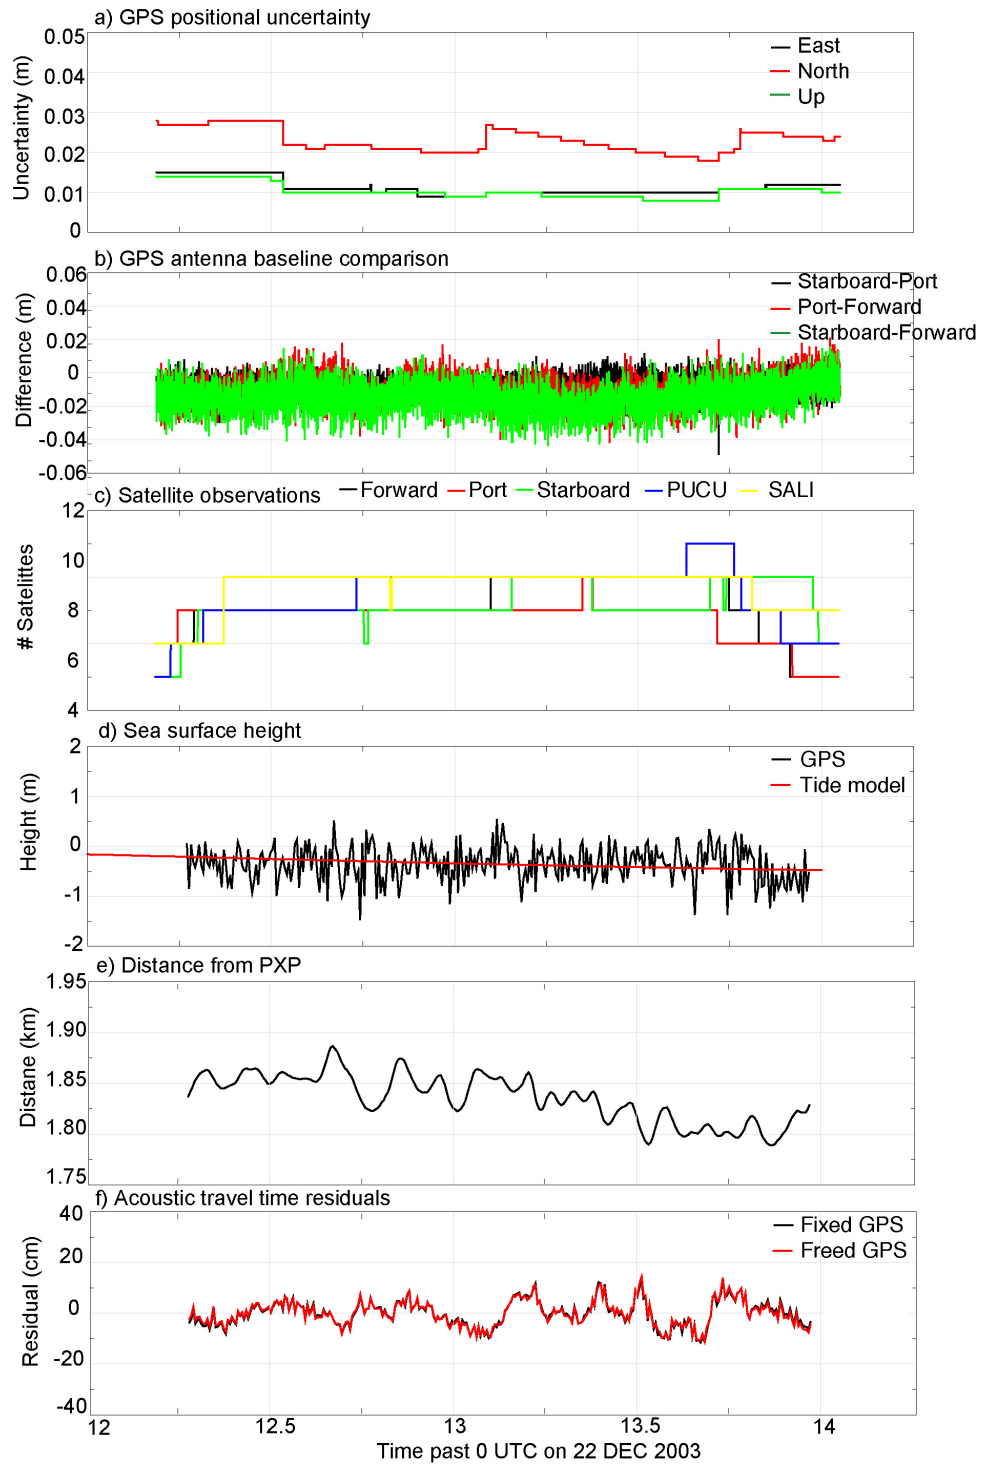 a) GPS positional uncertainty
0.05
0.04
0.03
0.02
0.01
0
Uncertainty (m)
East
North
Up
b) GPS antenna baseline comparison
0.06
0.04
0.02
0
-0.02
-0.04
-0.06
Difference (m)
Starboard-Port
Port-Forward
Starboard-Forward
c) Satellite observations
Forward Port Starboard PUCU SALI
12
10
8
6
4
# Satelittes
d) Sea surface height
2
1
0
-1
-2
Height (m)
GPS
Tide model
e) Distance from PXP
1.95
1.90
1.85
1.80
1.75
Distane (km)
f) Acoustic travel time residuals
40
20
0
-20
-40
Residual (cm)
Fixed GPS
Freed GPS
12 12.5 13 13.5 14
Time past 0 UTC on 22 DEC 2003